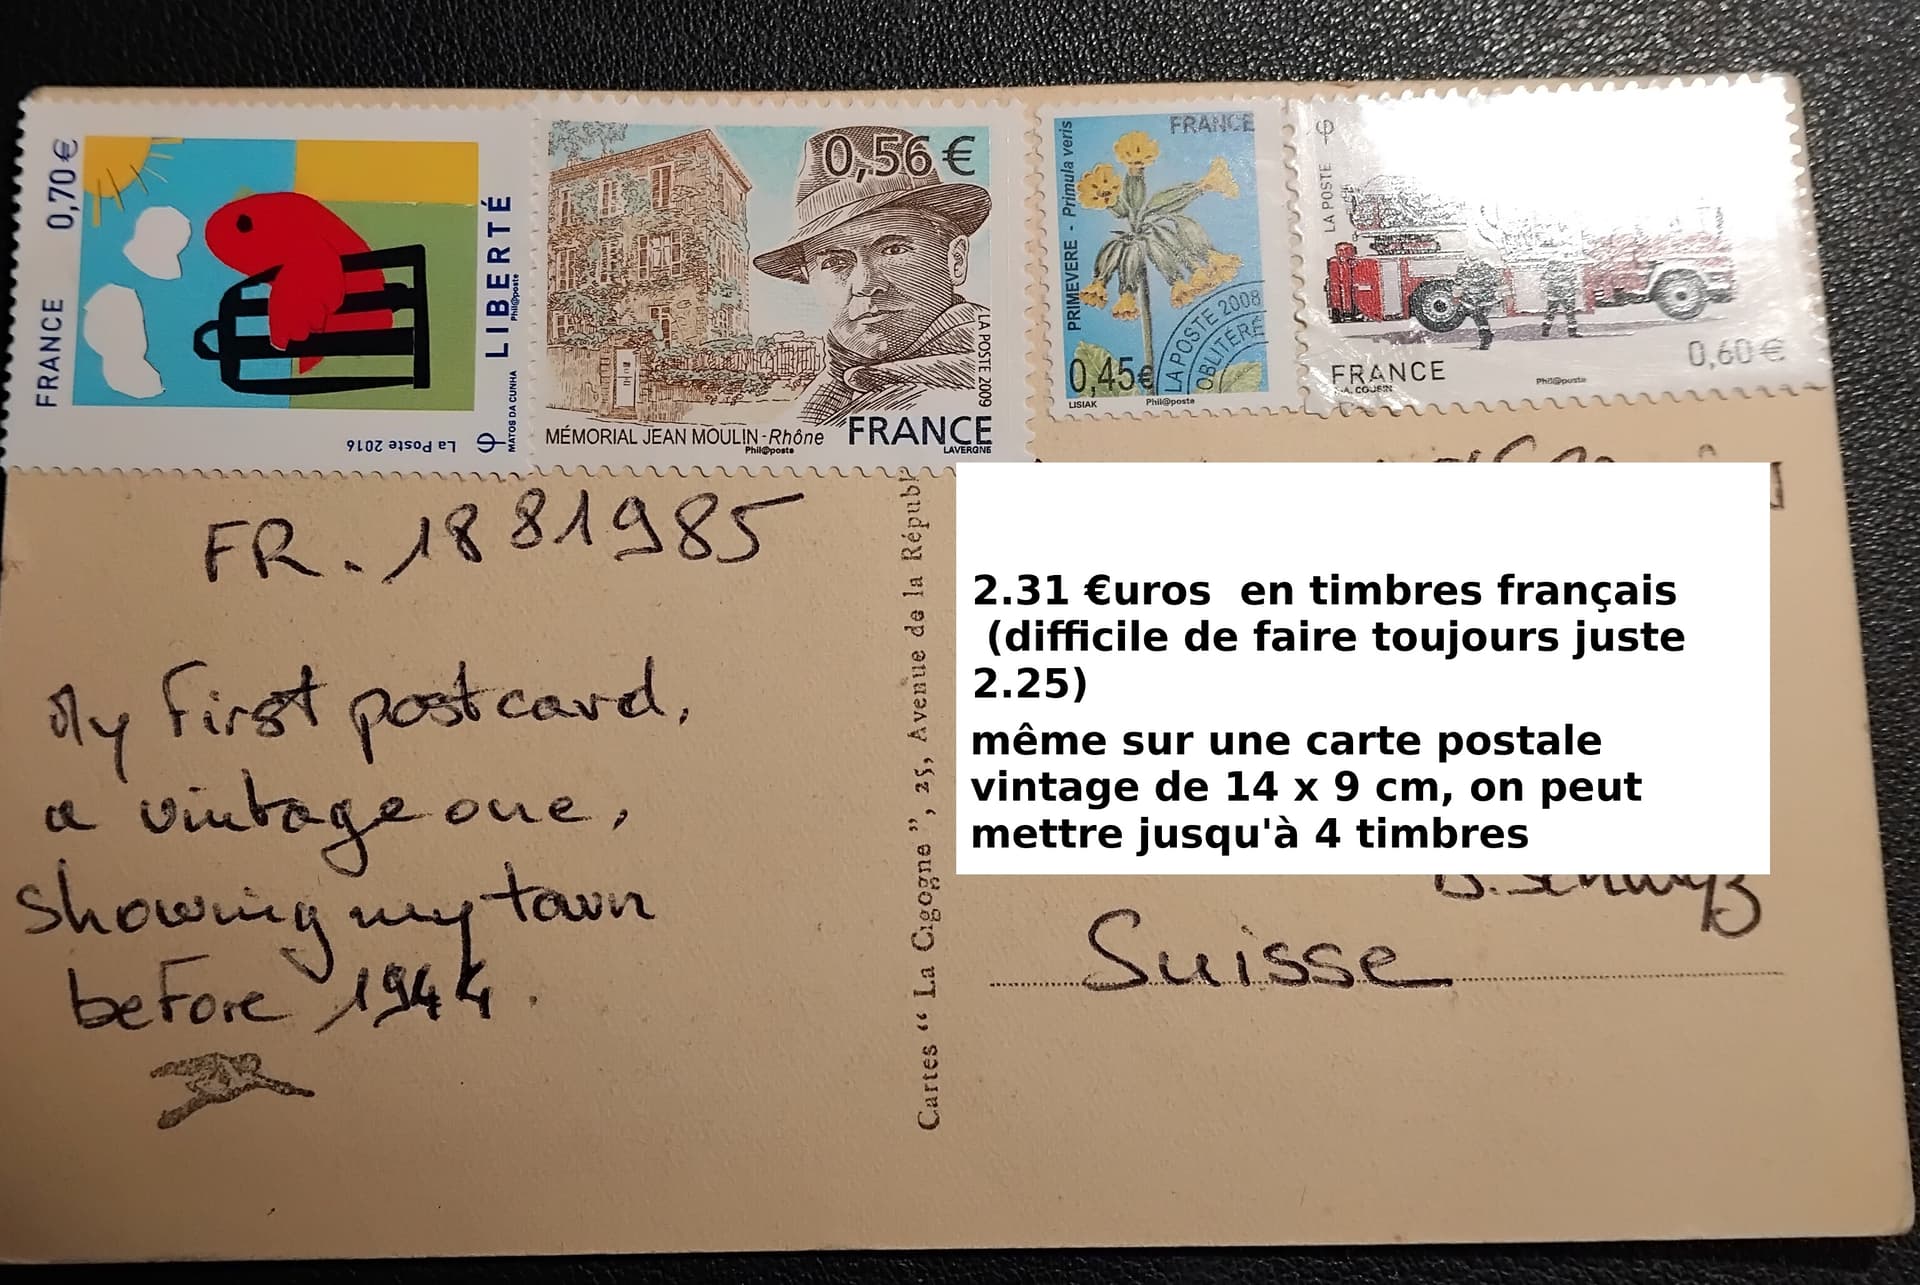 FRANCE 0,70€
LIBERTÉ
Phil@poste
MATOS DA CUNHA
La Poste 2016
0,56 €
LA POSTE 2009
MÉMORIAL JEAN MOULIN - Rhône
FRANCE
Phil@poste
LAVERGNE
FRANCE
PRIMEVÈRE - Primula veris
LA POSTE 2008
OBLITÉRÉ
0,45€
LISIAK
Phil@poste
LA POSTE
FRANCE
0,60 €
Phil@poste
FR. 1881985
My first postcard,
a vintage one,
showing my town
before 1944.
Cartes “ La Cigogne ”, 25, Avenue de la Républ
2.31 €uros en timbres français
(difficile de faire toujours juste
2.25)
même sur une carte postale
vintage de 14 x 9 cm, on peut
mettre jusqu'à 4 timbres
Suisse